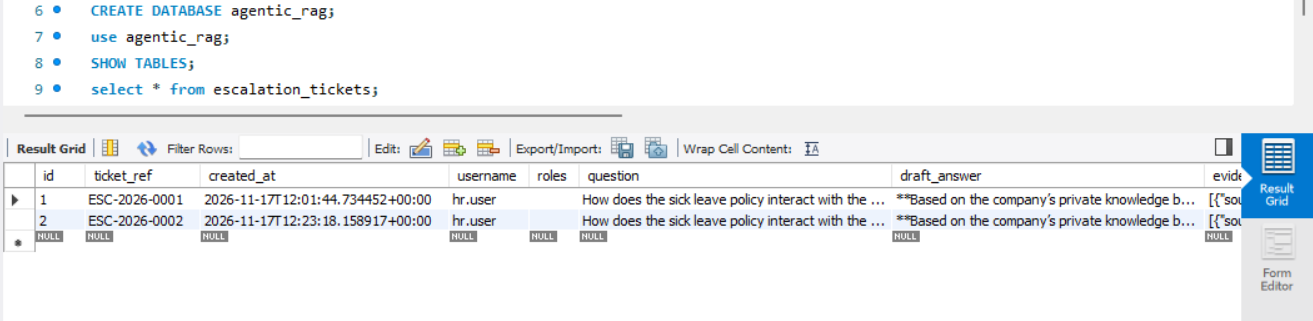 6 CREATE DATABASE agentic_rag;
7 use agentic_rag;
8 SHOW TABLES;
9 select * from escalation_tickets;
Result Grid Filter Rows: Edit: Export/Import: Wrap Cell Content: IA
id ticket_ref created_at username roles question draft_answer evide
1 ESC-2026-0001 2026-11-17T12:01:44.734452+00:00 hr.user How does the sick leave policy interact with the ... **Based on the company's private knowledge b... [{"sou
2 ESC-2026-0002 2026-11-17T12:23:18.158917+00:00 hr.user How does the sick leave policy interact with the ... **Based on the company's private knowledge b... [{"sou
NULL NULL NULL NULL NULL NULL NULL NULL
Result
Grid
Form
Editor